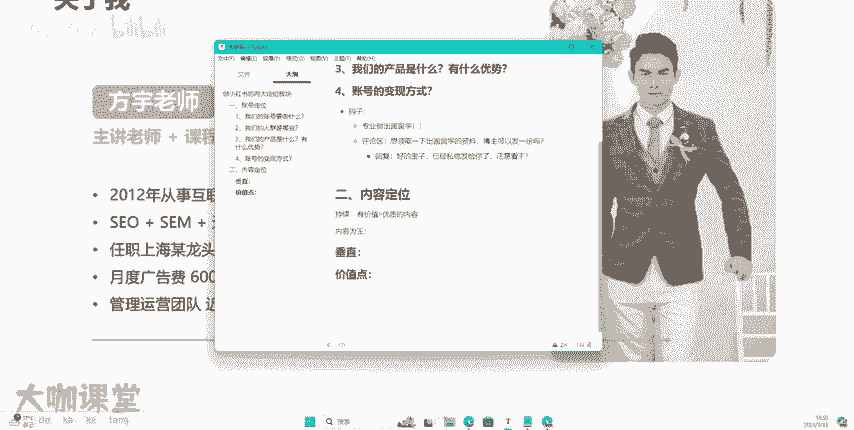 关于我
方宇老师
主讲老师 + 课程
• 2012年从事互联
• SEO + SEM +
• 任职上海某龙头
• 月度广告费 600
• 管理运营团队 近
文件 大纲
做小红书的两大定位模块
一、账号定位
1、我们的账号要做什么？
2、我们的人群是哪些？
3、我们的产品是什么？有什么优势？
4、账号的变现方式？
二、内容定位
垂直：
价值点：
3、我们的产品是什么？有什么优势？
4、账号的变现方式？
例子：
专业做出国留学！！
评论区：想领取一下出国留学的资料，博主可以发一份吗？
回复：好的宝子，已经私信发给你了，注意看下？
二、内容定位
持续 有价值>优质的内容
内容为王：
垂直：
价值点：
大咖课堂
da ka ke tang
搜索